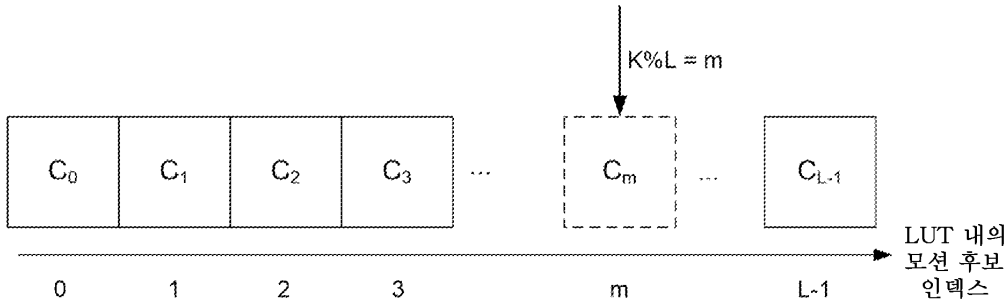 K%L = m
C₀ C₁ C₂ C₃ ... Cₘ ... C_L-1
LUT 내의
모션 후보
인덱스
0 1 2 3 m L-1